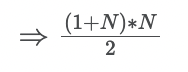 ⇒ (1+N)*N / 2